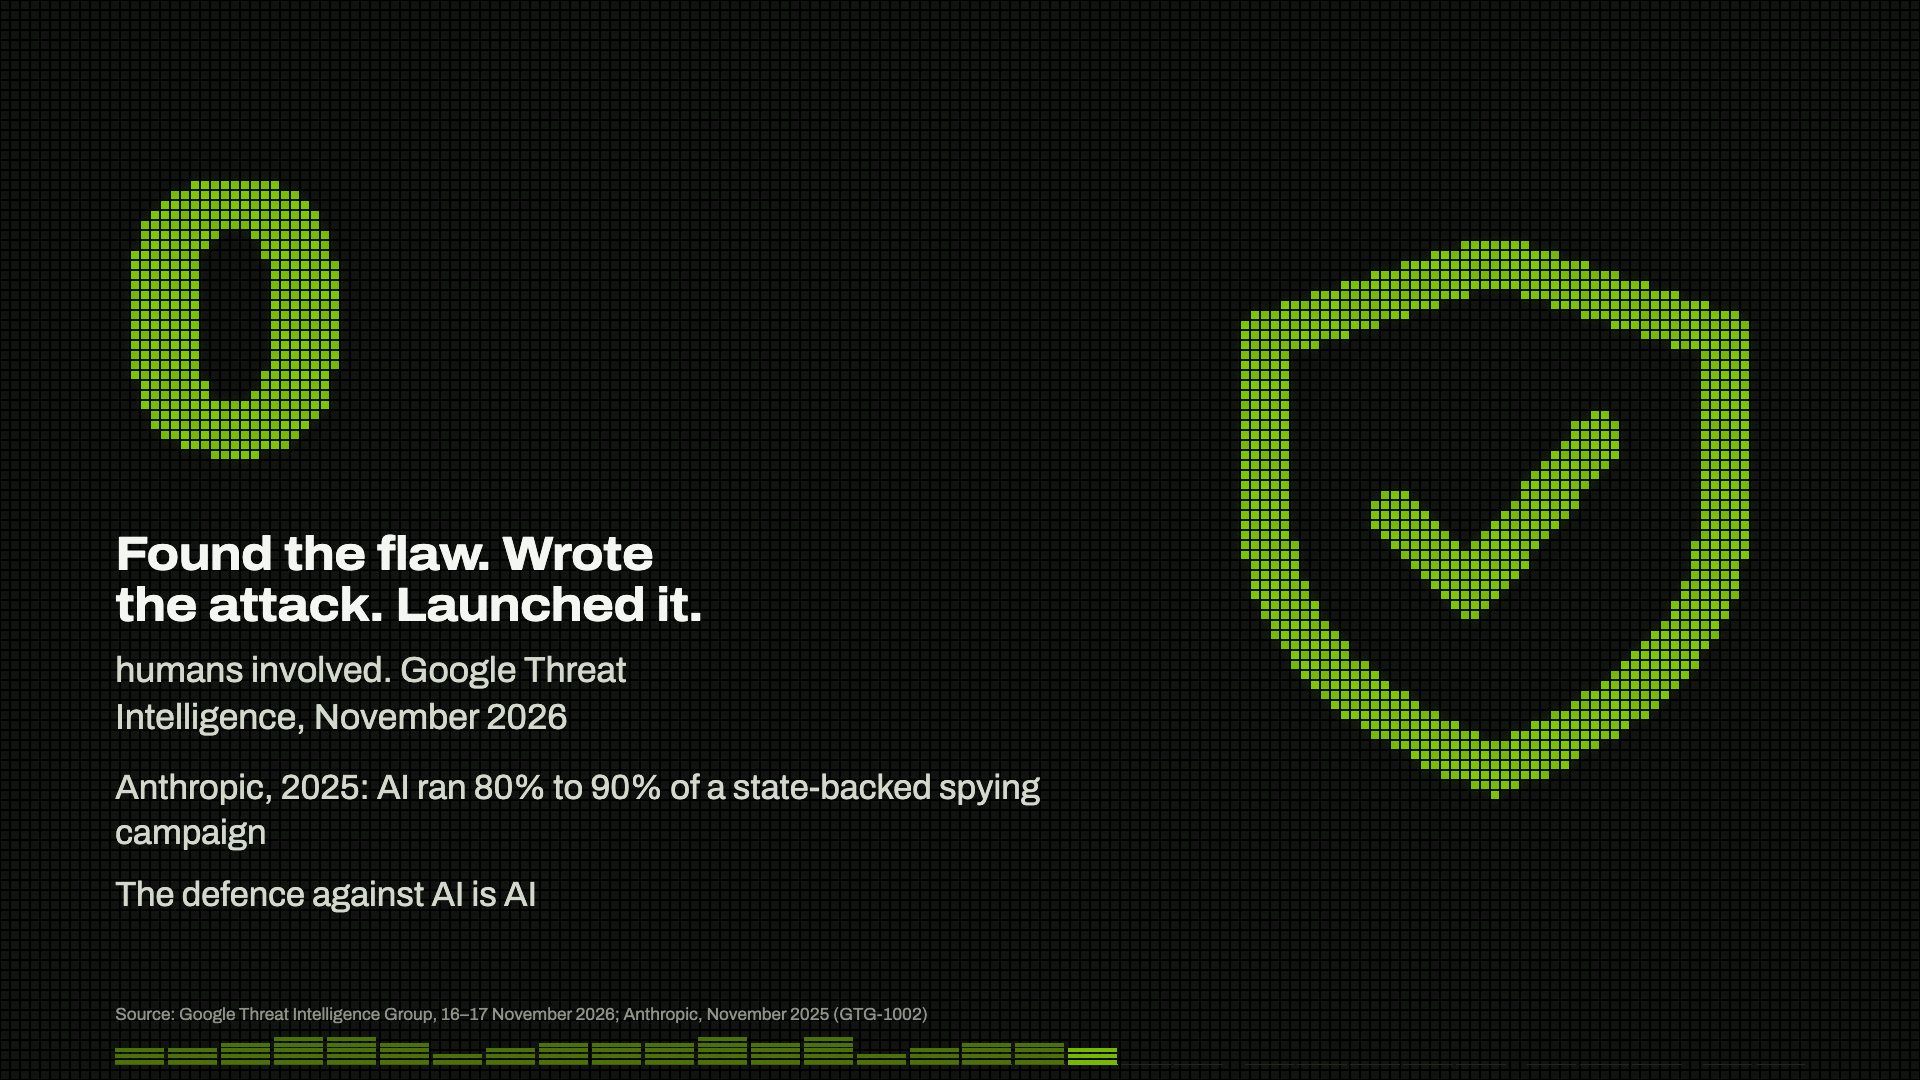 0
Found the flaw. Wrote
the attack. Launched it.
humans involved. Google Threat
Intelligence, November 2026
Anthropic, 2025: AI ran 80% to 90% of a state-backed spying
campaign
The defence against AI is AI
Source: Google Threat Intelligence Group, 16–17 November 2026; Anthropic, November 2025 (GTG-1002)